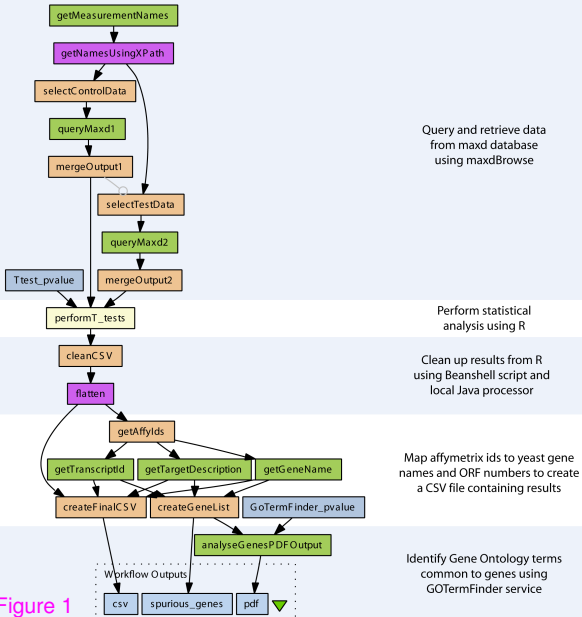 getMeasurementNames
getNamesUsingXPath
selectControlData
queryMaxd1
mergeOutput1
selectTestData
queryMaxd2
Ttest_pvalue
mergeOutput2
Query and retrieve data
from maxd database
using maxdBrowse
performT_tests
Perform statistical
analysis using R
cleanCSV
flatten
Clean up results from R
using Beanshell script and
local Java processor
getAffyIds
getTranscriptId
getTargetDescription
getGeneName
createFinalCSV
createGeneList
GoTermFinder_pvalue
Map affymetrix ids to yeast gene
names and ORF numbers to create
a CSV file containing results
analyseGenesPDFOutput
Workflow Outputs
csv
spurious_genes
pdf
Identify Gene Ontology terms
common to genes using
GOTermFinder service
Figure 1